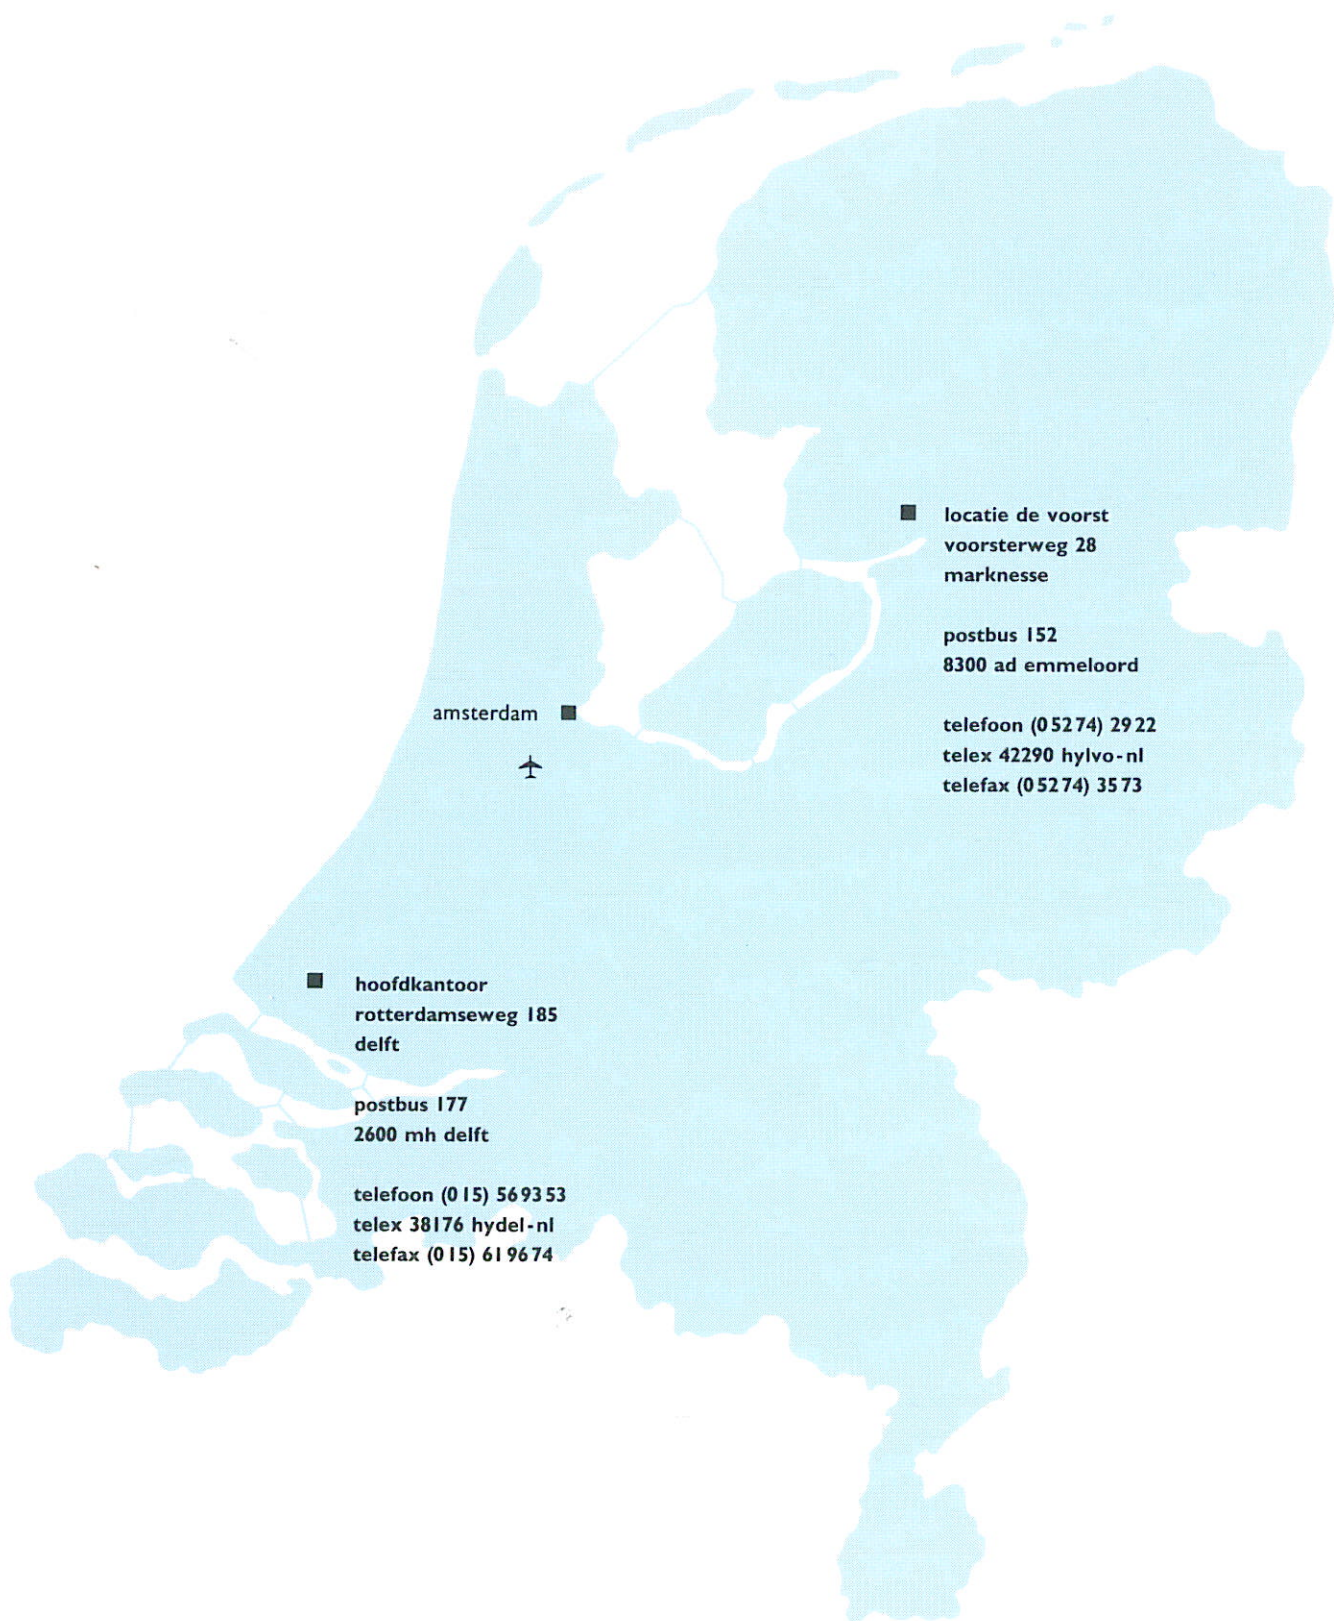 locatie de voorst
voorsterweg 28
marknesse
postbus 152
8300 ad emmeloord
telefoon (05274) 2922
telex 42290 hylvo-nl
telefax (05274) 3573
amsterdam
hoofdkantoor
rotterdamseweg 185
delft
postbus 177
2600 mh delft
telefoon (015) 569353
telex 38176 hydel-nl
telefax (015) 619674